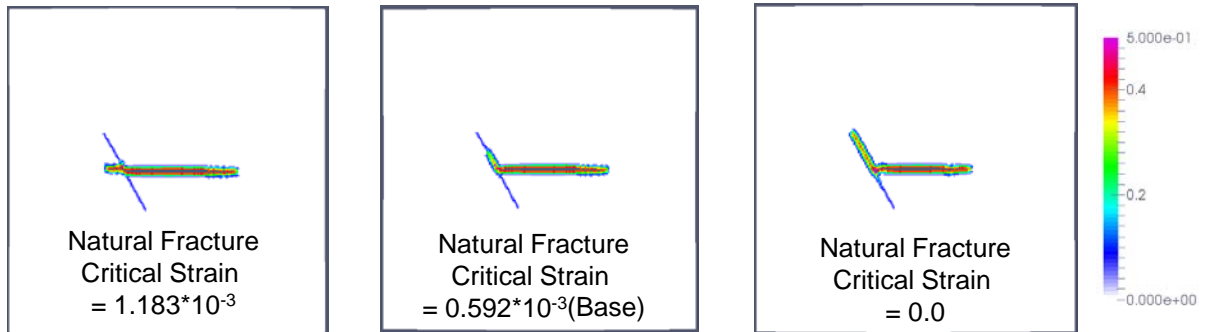 Natural Fracture
Critical Strain
= 1.183*10-3
Natural Fracture
Critical Strain
= 0.592*10-3(Base)
Natural Fracture
Critical Strain
= 0.0
5.000e-01
0.4
0.2
0.000e+00